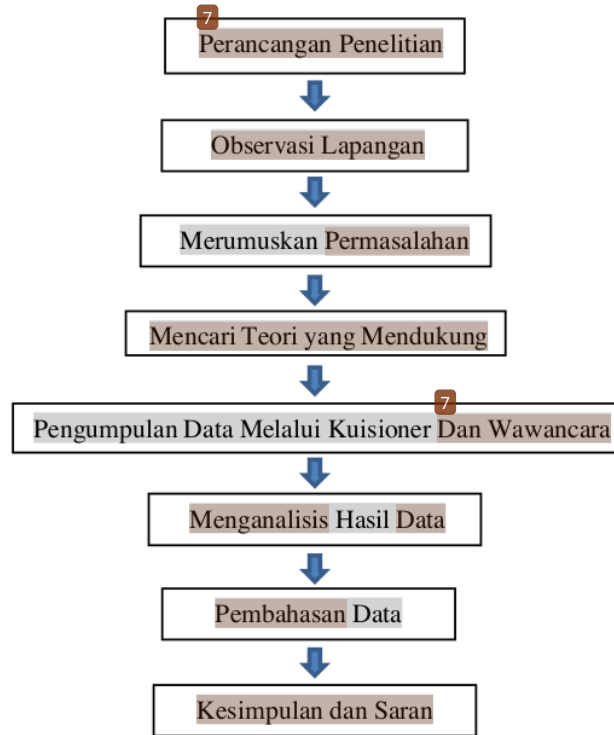 7
Perancangan Penelitian
Observasi Lapangan
Merumuskan Permasalahan
Mencari Teori yang Mendukung
7
Pengumpulan Data Melalui Kuisioner Dan Wawancara
Menganalisis Hasil Data
Pembahasan Data
Kesimpulan dan Saran